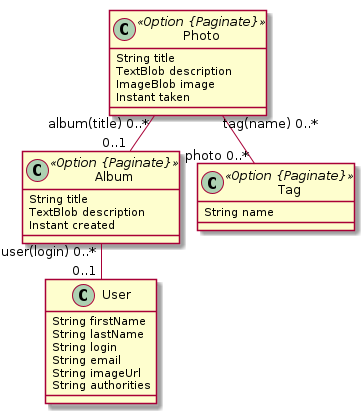 C «Option {Paginate}»
Photo
String title
TextBlob description
ImageBlob image
Instant taken
album(title) 0..*
tag(name) 0..*
0..1
photo 0..*
C «Option {Paginate}»
Album
String title
TextBlob description
Instant created
C «Option {Paginate}»
Tag
String name
user(login) 0..*
0..1
C User
String firstName
String lastName
String login
String email
String imageUrl
String authorities